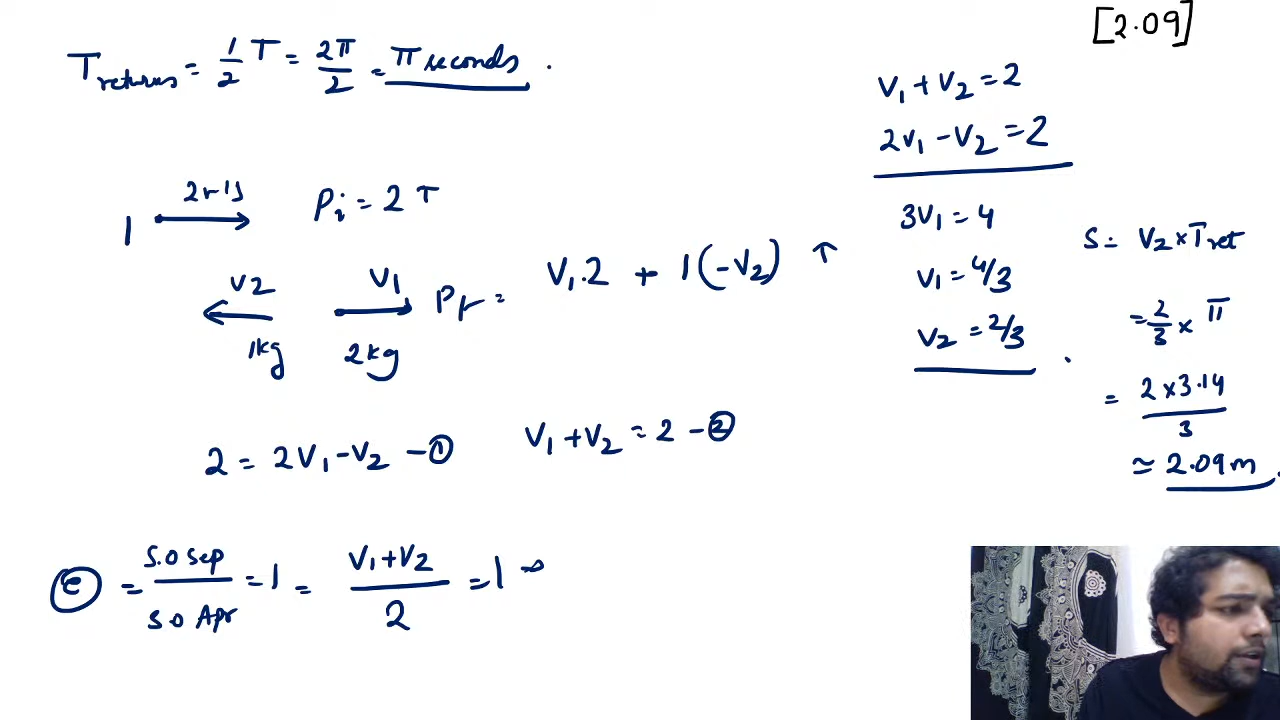 [2.09]
T returns = 1/2 T = 2π/2 = π seconds .
1 2m/s Pi = 2 ↑
v2 v1 Pf = v1.2 + 1(-v2) ↑
1kg 2kg
2 = 2v1 - v2 - ① v1 + v2 = 2 - ②
e = S.O Sep / S.O Apr = 1 = v1+v2 / 2 = 1
v1 + v2 = 2
2v1 - v2 = 2
3v1 = 4
v1 = 4/3
v2 = 2/3 .
S = v2 × Tret
= 2/3 × π
= 2 × 3.14 / 3
≃ 2.09m .